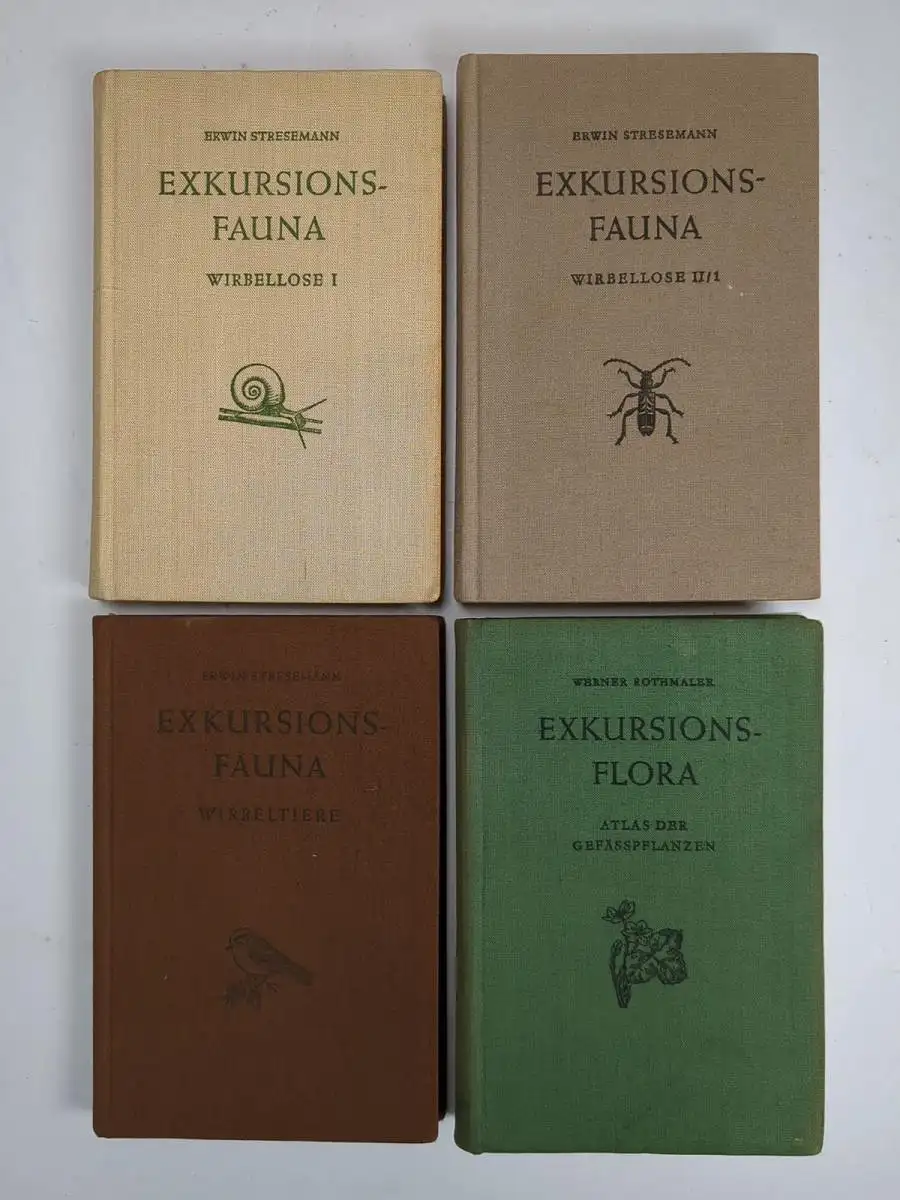 ERWIN STRESEMANN
EXKURSIONS-
FAUNA
WIRBELLOSE I
ERWIN STRESEMANN
EXKURSIONS-
FAUNA
WIRBELLOSE II/1
ERWIN STRESEMANN
EXKURSIONS-
FAUNA
WIRBELTIERE
WERNER ROTHMALER
EXKURSIONS-
FLORA
ATLAS DER
GEFÄSSPFLANZEN